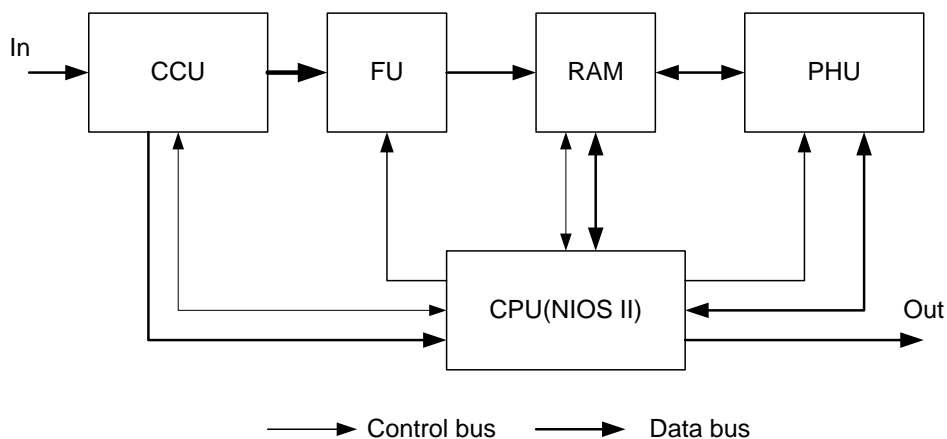 In
CCU
FU
RAM
PHU
CPU(NIOS II)
Out
Control bus
Data bus